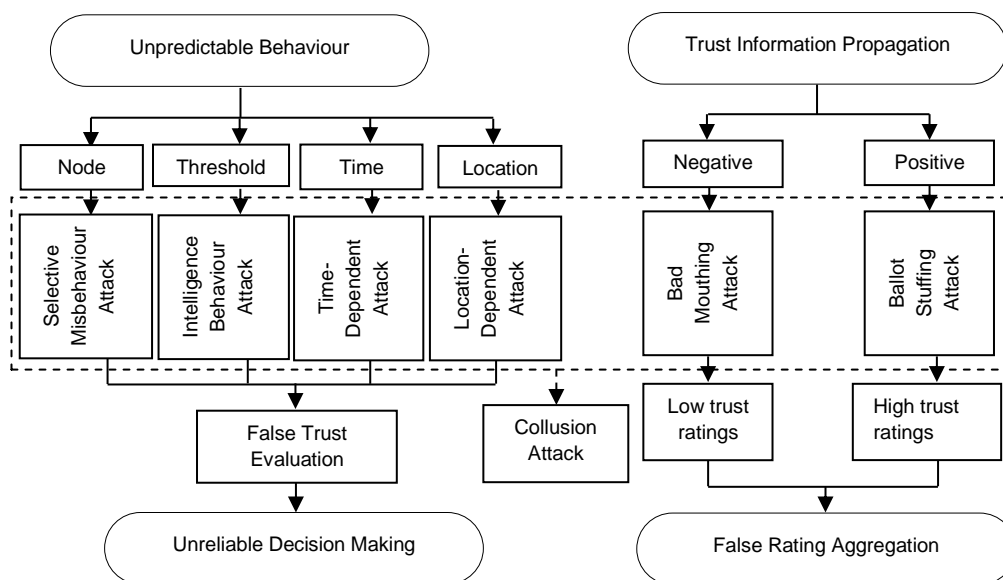 Unpredictable Behaviour
Trust Information Propagation
Node
Threshold
Time
Location
Negative
Positive
Selective
Misbehaviour
Attack
Intelligence
Behaviour
Attack
Time-
Dependent
Attack
Location-
Dependent
Attack
Bad
Mouthing
Attack
Ballot
Stuffing
Attack
False Trust
Evaluation
Collusion
Attack
Low trust
ratings
High trust
ratings
Unreliable Decision Making
False Rating Aggregation